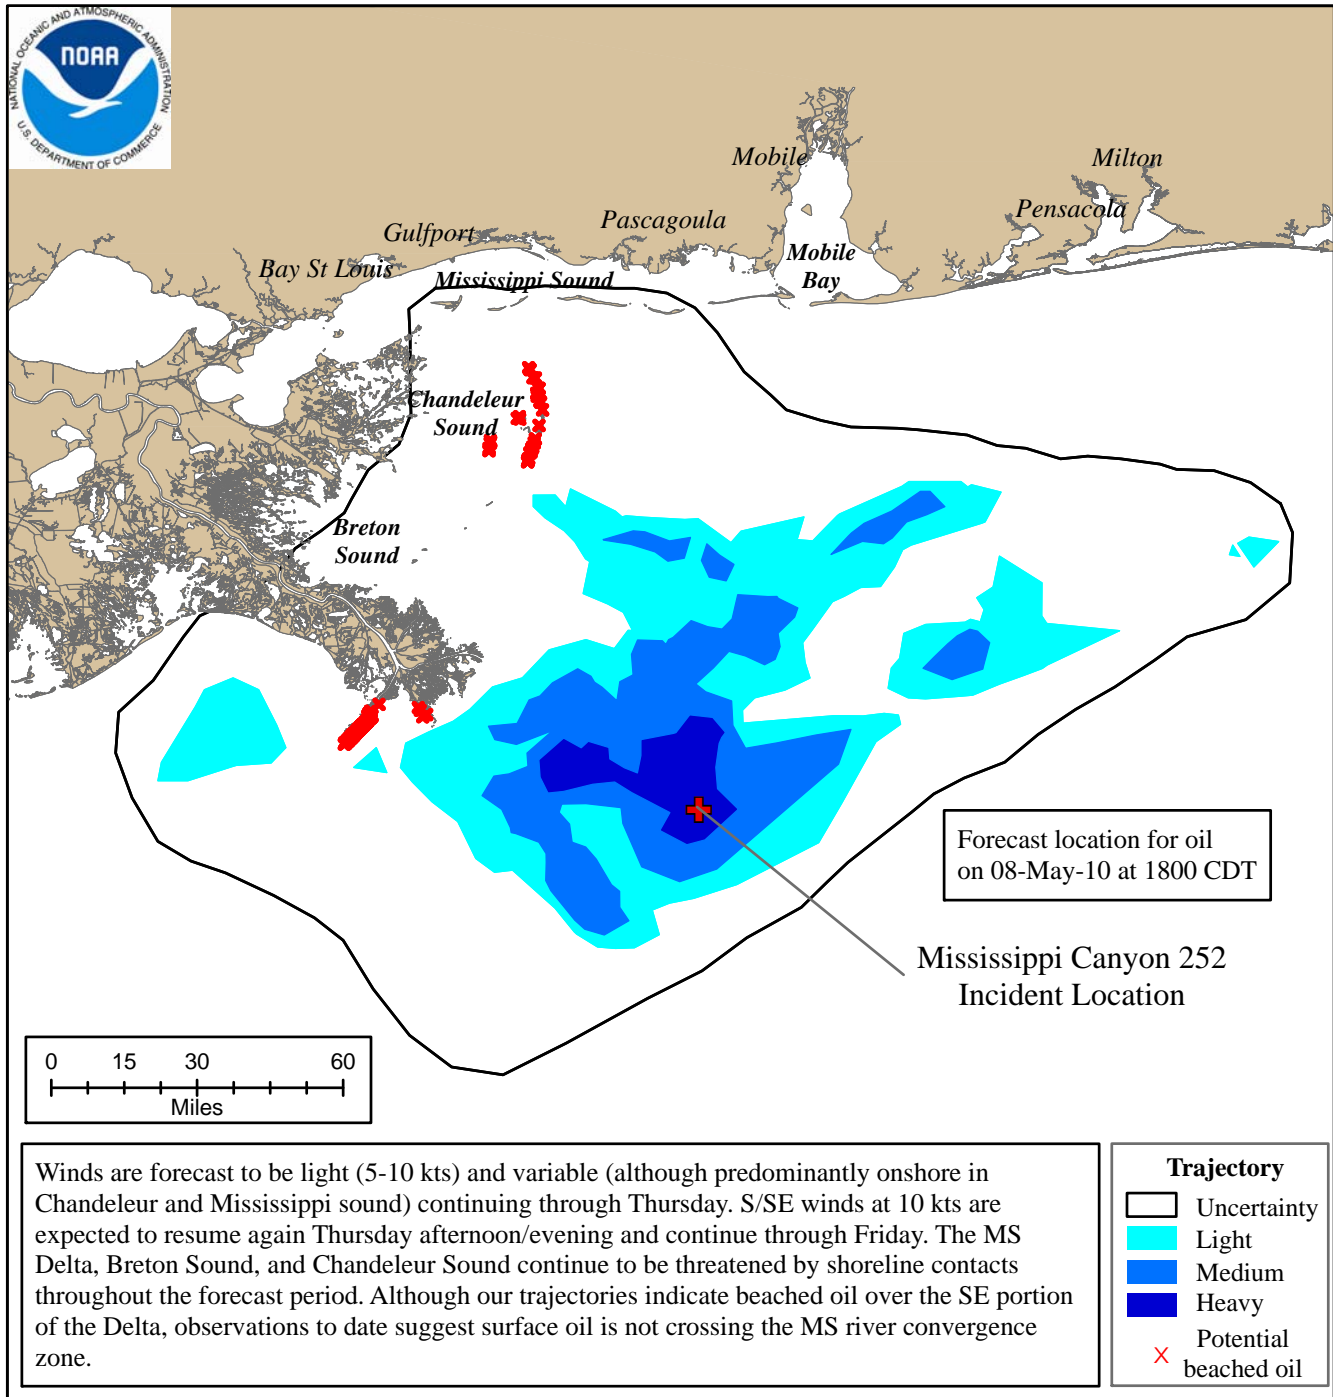 NATIONAL OCEANIC AND ATMOSPHERIC ADMINISTRATION
NOAA
U.S. DEPARTMENT OF COMMERCE
Mobile
Milton
Pensacola
Pascagoula
Gulfport
Mobile
Bay
Bay St Louis
Mississippi Sound
Chandeleur
Sound
Breton
Sound
Forecast location for oil
on 08-May-10 at 1800 CDT
Mississippi Canyon 252
Incident Location
0 15 30 60
Miles
Winds are forecast to be light (5-10 kts) and variable (although predominantly onshore in
Chandeleur and Mississippi sound) continuing through Thursday. S/SE winds at 10 kts are
expected to resume again Thursday afternoon/evening and continue through Friday. The MS
Delta, Breton Sound, and Chandeleur Sound continue to be threatened by shoreline contacts
throughout the forecast period. Although our trajectories indicate beached oil over the SE portion
of the Delta, observations to date suggest surface oil is not crossing the MS river convergence
zone.
Trajectory
Uncertainty
Light
Medium
Heavy
X Potential
beached oil